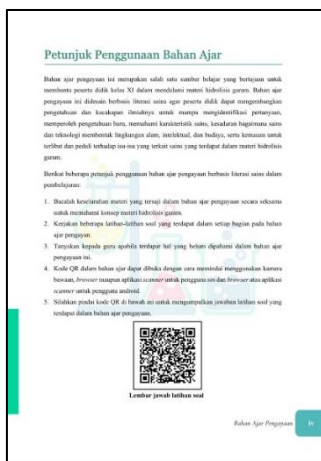 Petunjuk Penggunaan Bahan Ajar
Bahan ajar pengayaan ini merupakan salah satu sumber belajar yang bertujuan untuk
membantu peserta didik kelas XI dalam mendalami materi hidrolisis garam. Bahan ajar
pengayaan ini didesain berbasis literasi sains agar peserta didik dapat mengembangkan
pengetahuan dan kecakapan ilmiahnya untuk mampu mengidentifikasi pertanyaan,
memperoleh pengetahuan baru, memahami karakteristik sains, kesadaran bagaimana sains
dan teknologi membentuk lingkungan alam, intelektual, dan budaya, serta kemauan untuk
terlibat dan peduli terhadap isu-isu yang terkait sains yang terdapat dalam materi hidrolisis
garam.
Berikut beberapa petunjuk penggunaan bahan ajar pengayaan berbasis literasi sains dalam
pembelajaran:
1. Bacalah keseluruhan materi yang tersaji dalam bahan ajar pengayaan secara seksama
untuk memahami konsep materi hidrolisis garam.
2. Kerjakan beberapa latihan-latihan soal yang terdapat dalam setiap bagian pada bahan
ajar pengayaan.
3. Tanyakan kepada guru apabila terdapat hal yang belum dipahami dalam bahan ajar
pengayaan ini.
4. Kode QR dalam bahan ajar dapat dibuka dengan cara memindai menggunakan kamera
bawaan, browser maupun aplikasi scanner untuk pengguna ios dan browser atau aplikasi
scanner untuk pengguna android.
5. Silahkan pindai kode QR di bawah ini untuk mengumpulkan jawaban latihan soal yang
terdapat dalam bahan ajar pengayaan.
Lembar jawab latihan soal
Bahan Ajar Pengayaan
iv